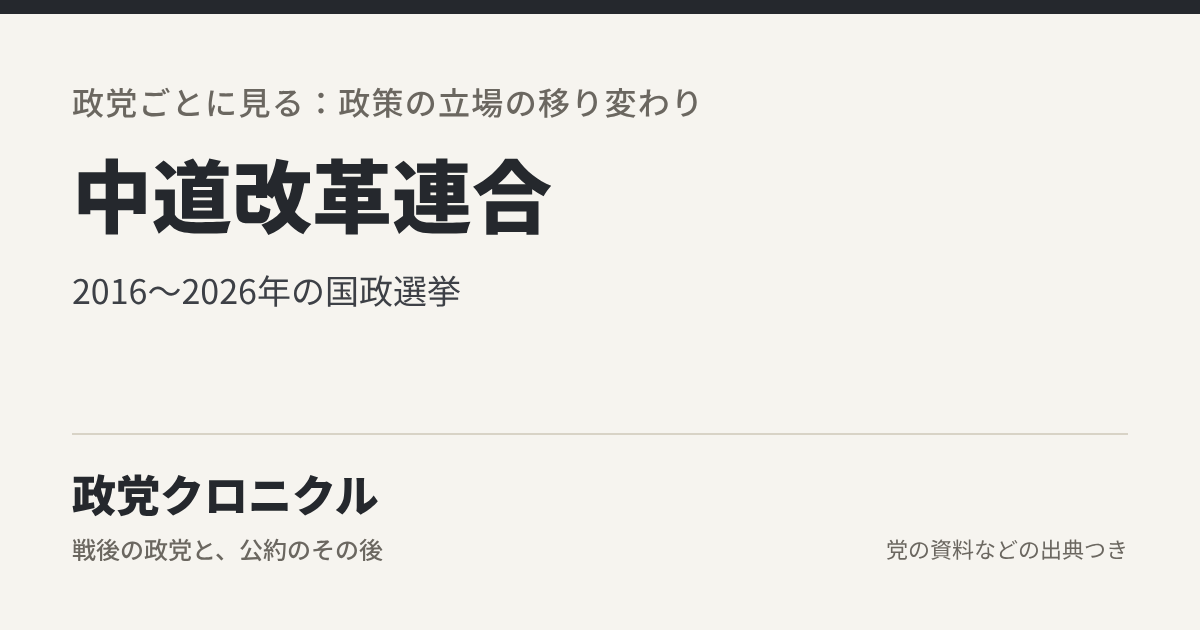 政党ごとに見る：政策の立場の移り変わり
中道改革連合
2016〜2026年の国政選挙
政党クロニクル
戦後の政党と、公約のその後
党の資料などの出典つき